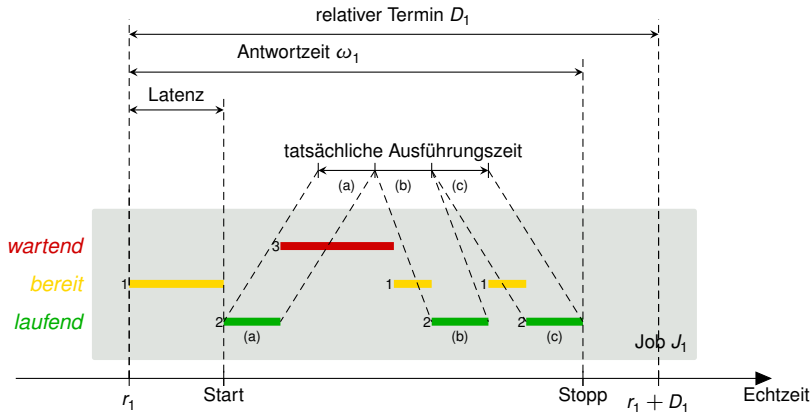 relativer Termin D₁
Antwortzeit ω₁
Latenz
tatsächliche Ausführungszeit
(a) (b) (c)
wartend 3
bereit 1 1 1
laufend 2 2 2
(a) (b) (c)
Job J₁
r₁ Start Stopp r₁ + D₁ Echtzeit